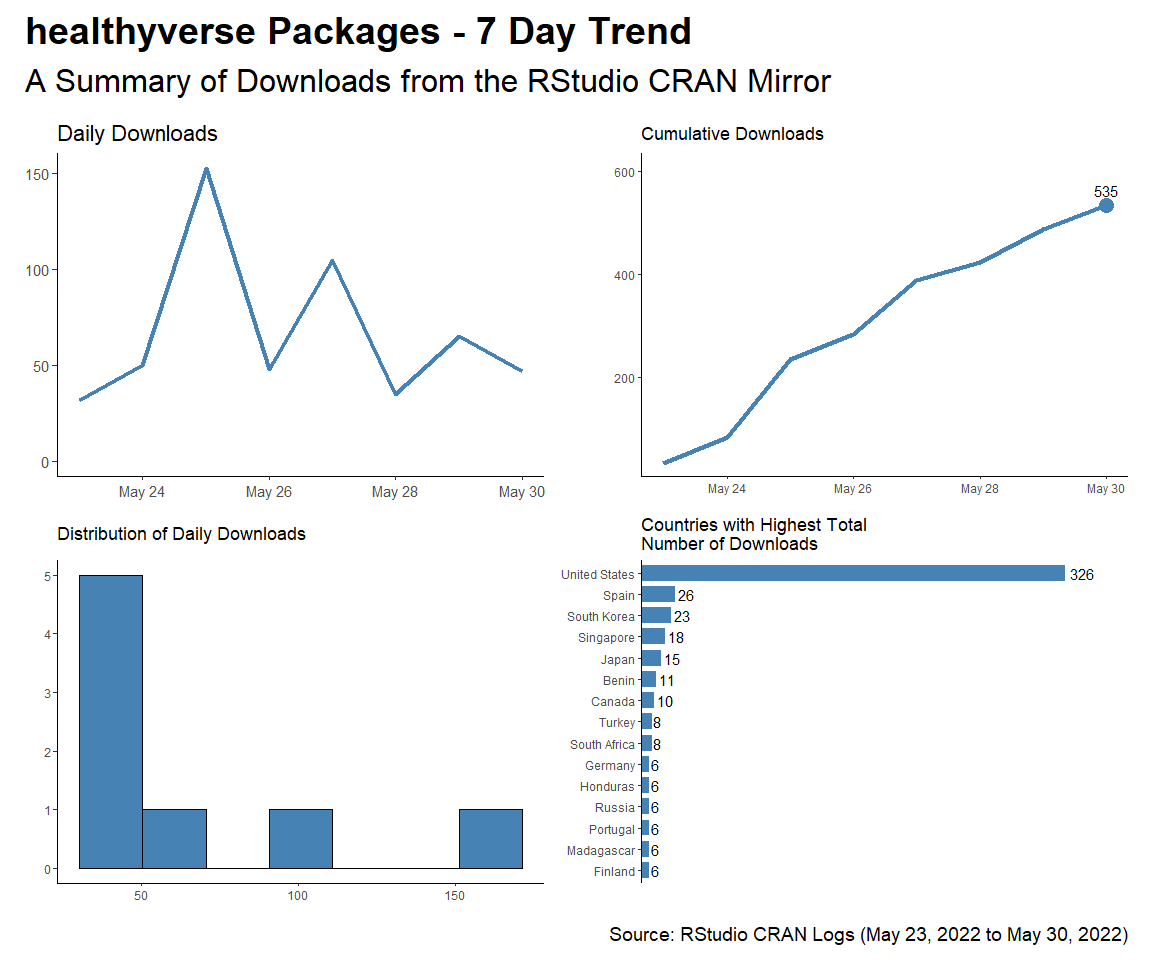 healthyverse Packages - 7 Day Trend
A Summary of Downloads from the RStudio CRAN Mirror
Daily Downloads
150
100
50
0
May 24
May 26
May 28
May 30
Cumulative Downloads
600
400
200
535
May 24
May 26
May 28
May 30
Distribution of Daily Downloads
5
4
3
2
1
0
50
100
150
Countries with Highest Total
Number of Downloads
United States 326
Spain 26
South Korea 23
Singapore 18
Japan 15
Benin 11
Canada 10
Turkey 8
South Africa 8
Germany 6
Honduras 6
Russia 6
Portugal 6
Madagascar 6
Finland 6
Source: RStudio CRAN Logs (May 23, 2022 to May 30, 2022)